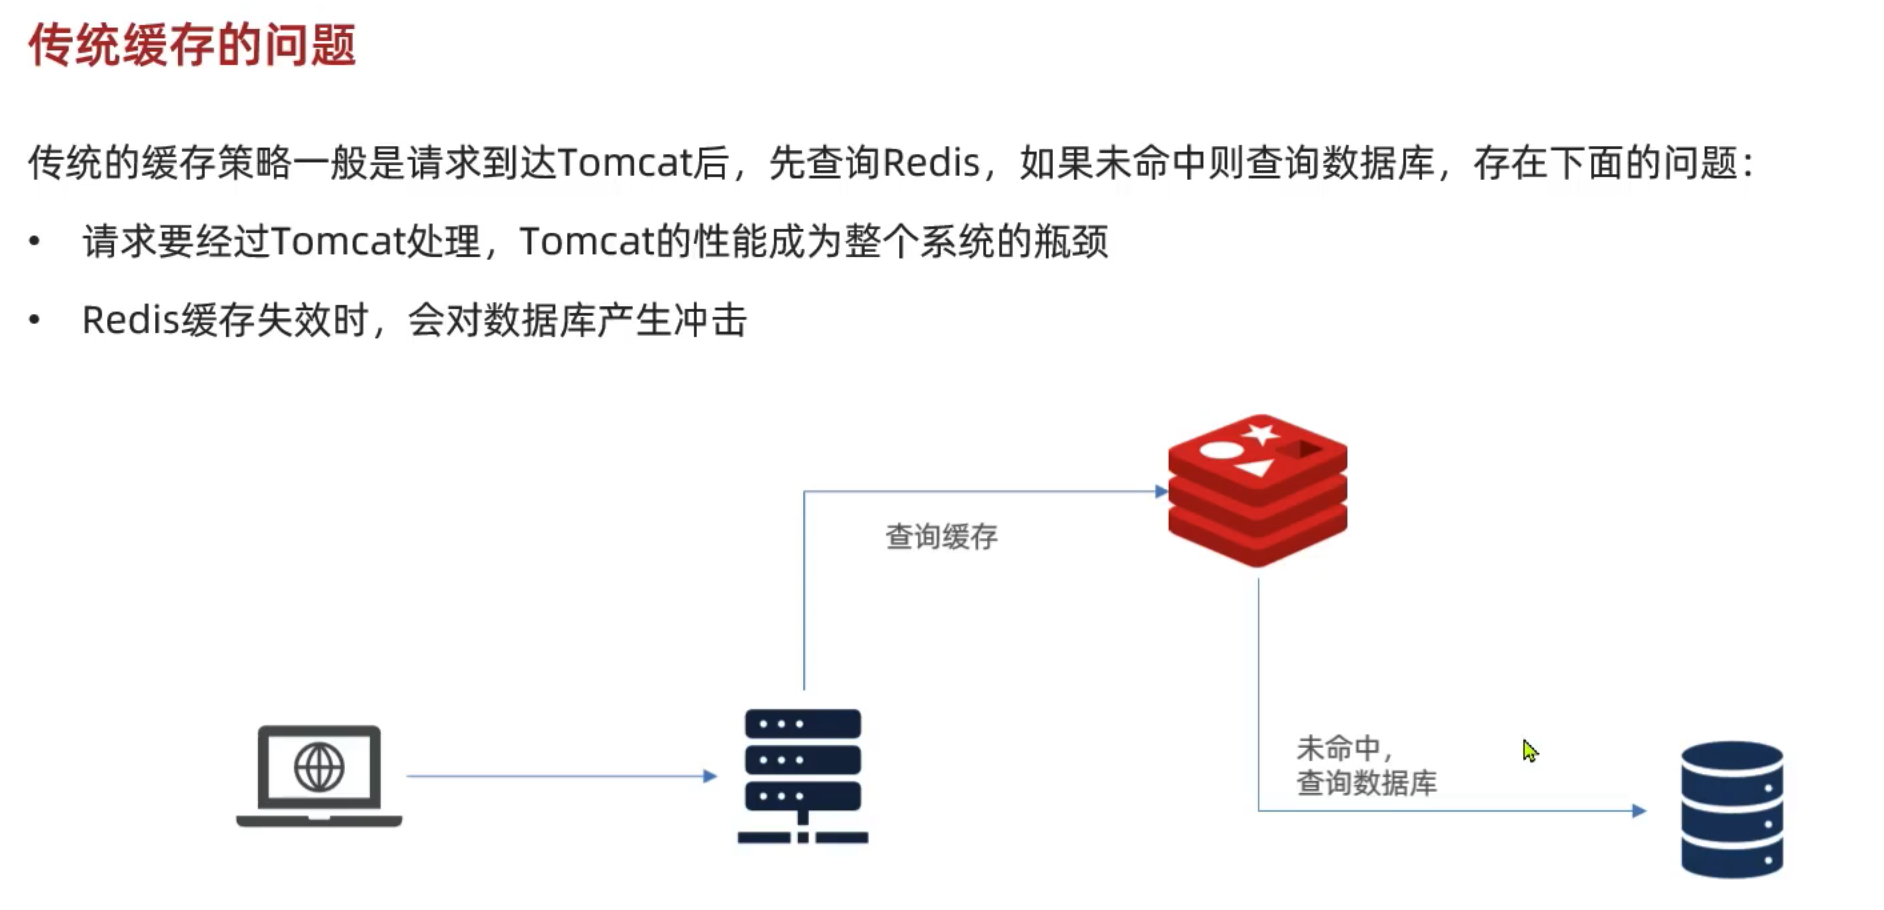 传统缓存的问题
传统的缓存策略一般是请求到达Tomcat后，先查询Redis，如果未命中则查询数据库，存在下面的问题：
• 请求要经过Tomcat处理，Tomcat的性能成为整个系统的瓶颈
• Redis缓存失效时，会对数据库产生冲击
查询缓存
未命中，
查询数据库